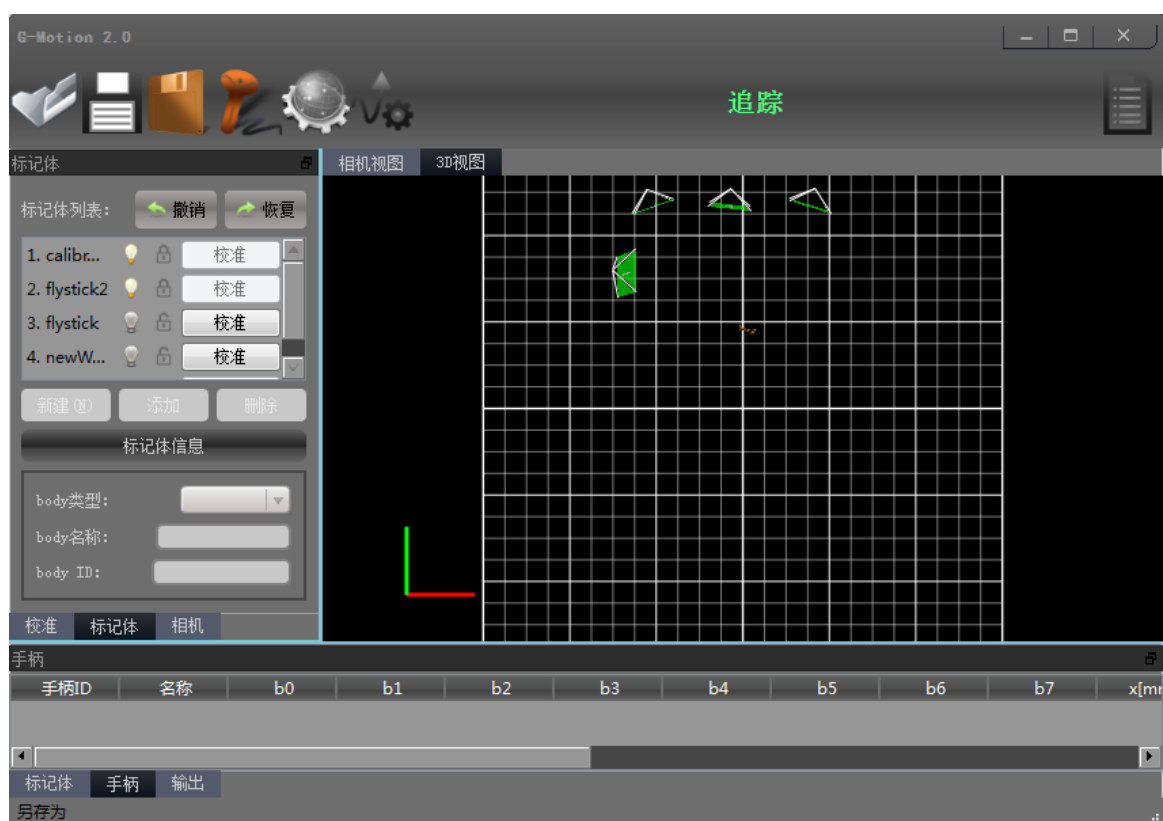 G-Motion 2.0
追踪
标记体
相机视图 3D视图
标记体列表: 撤销 恢复
1. calibr... 校准
2. flystick2 校准
3. flystick 校准
4. newW... 校准
新建(N) 添加 删除
标记体信息
body类型:
body名称:
body ID:
校准 标记体 相机
手柄
手柄ID 名称 b0 b1 b2 b3 b4 b5 b6 b7 x[mm
标记体 手柄 输出
另存为